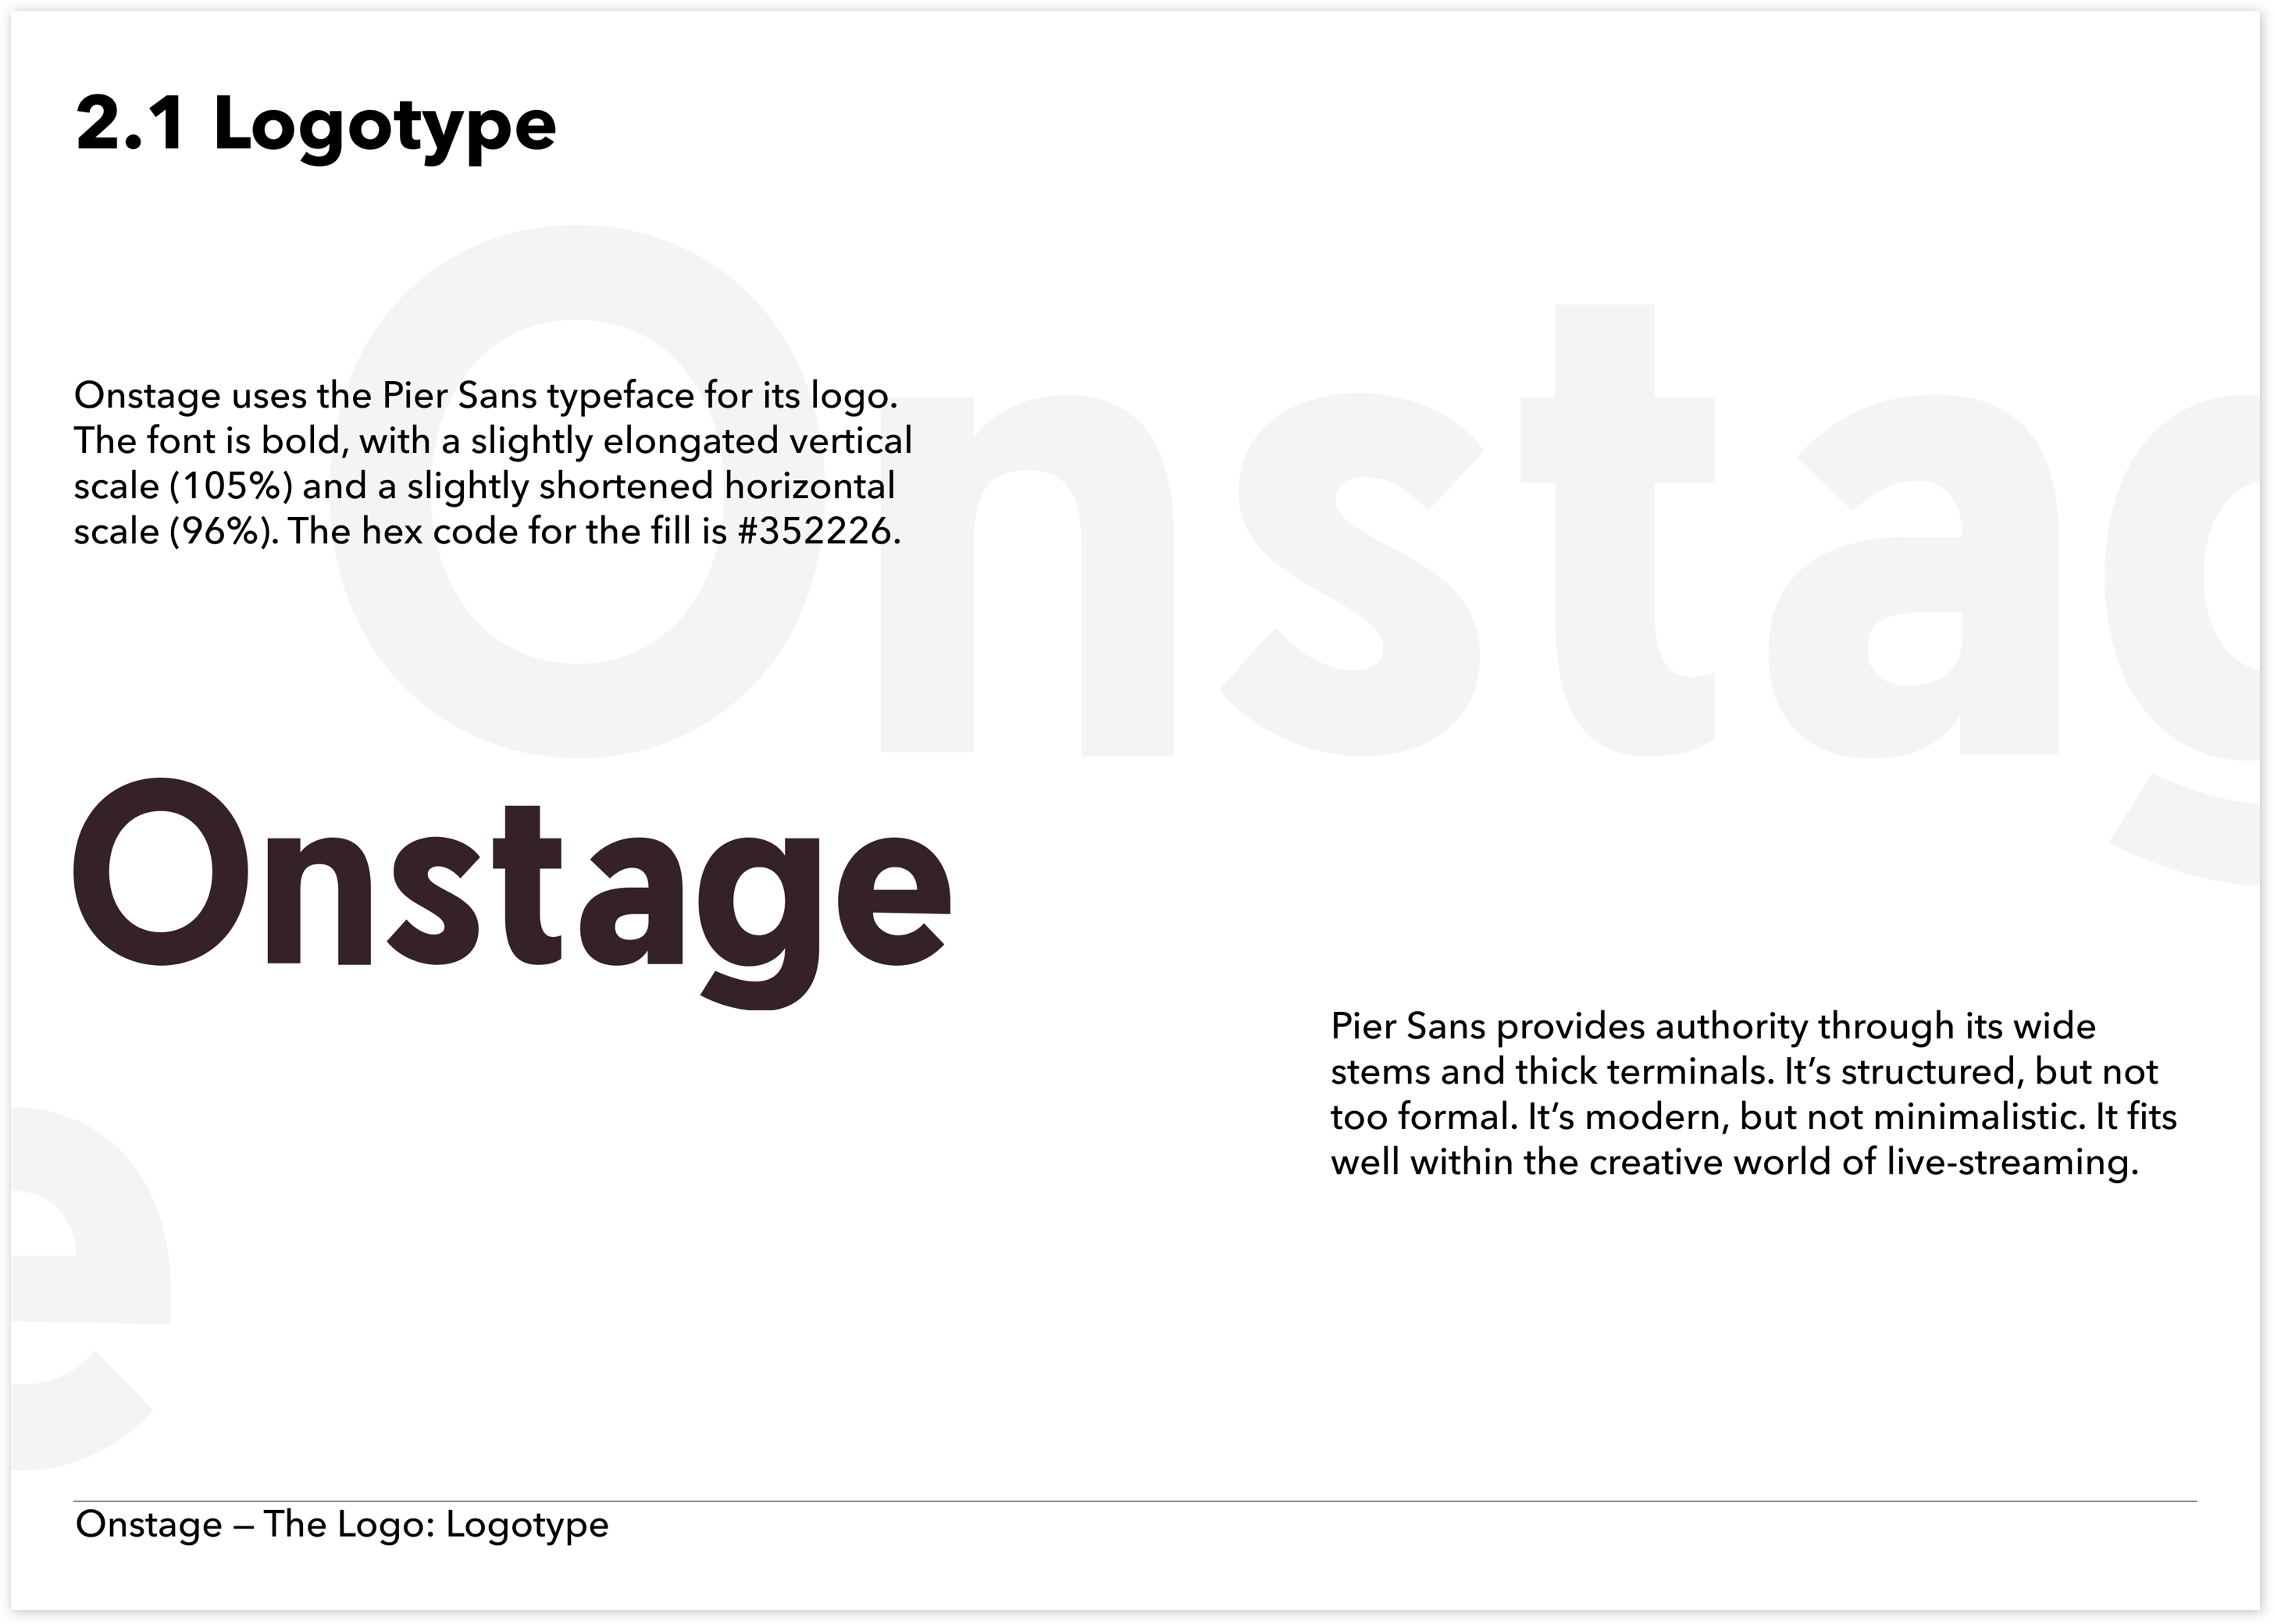 2.1 Logotype
Onstage uses the Pier Sans typeface for its logo.
The font is bold, with a slightly elongated vertical
scale (105%) and a slightly shortened horizontal
scale (96%). The hex code for the fill is #352226.
Onstag
Onstage
Pier Sans provides authority through its wide
stems and thick terminals. It’s structured, but not
too formal. It’s modern, but not minimalistic. It fits
well within the creative world of live-streaming.
e
Onstage – The Logo: Logotype